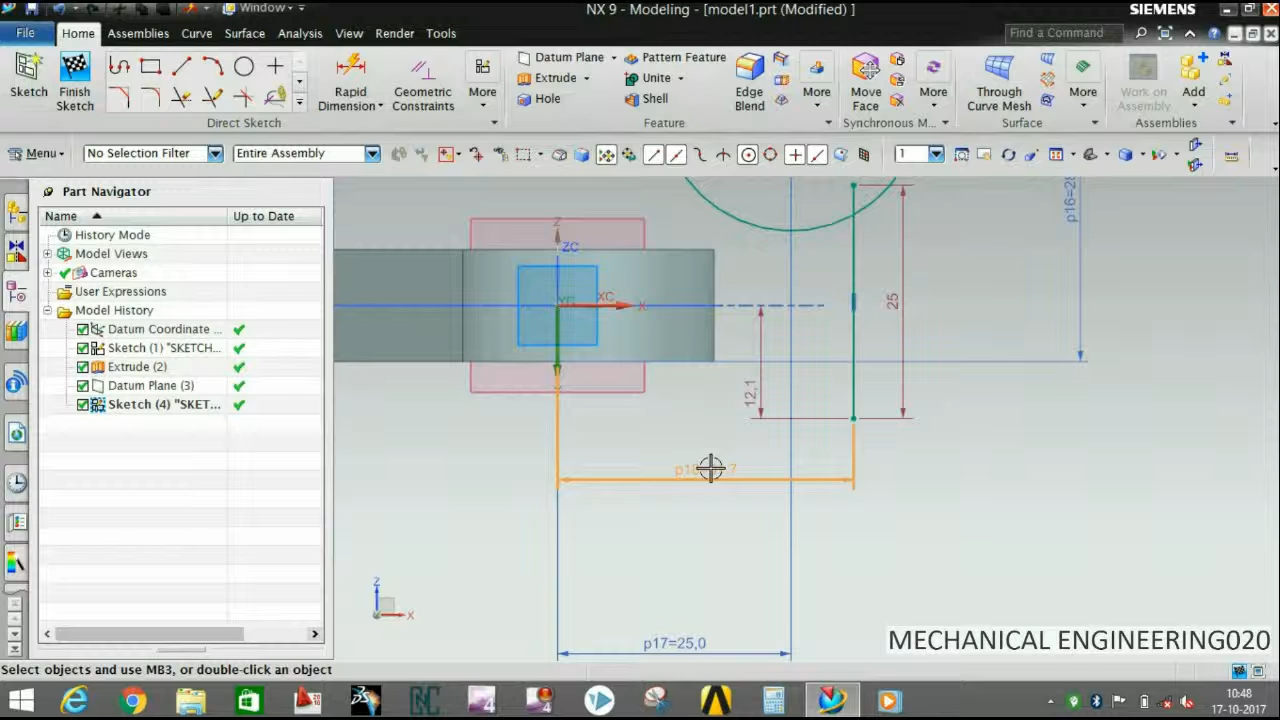 Window
NX 9 - Modeling - [model1.prt (Modified) ]
SIEMENS
File Home Assemblies Curve Surface Analysis View Render Tools
Find a Command
Sketch
Finish Sketch
Direct Sketch
Rapid Dimension
Geometric Constraints
More
Datum Plane
Extrude
Hole
Pattern Feature
Unite
Shell
Edge Blend
More
Feature
Move Face
More
Synchronous M...
Through Curve Mesh
More
Surface
Work on Assembly
Add
Assemblies
Menu
No Selection Filter
Entire Assembly
1
Part Navigator
Name
Up to Date
History Mode
Model Views
Cameras
User Expressions
Model History
Datum Coordinate ...
Sketch (1) "SKETCH...
Extrude (2)
Datum Plane (3)
Sketch (4) "SKET...
Z
ZC
YC
XC
X
p16=25
25
12,1
p17=25,0
Z
X
MECHANICAL ENGINEERING020
Select objects and use MB3, or double-click an object
10:48
17-10-2017